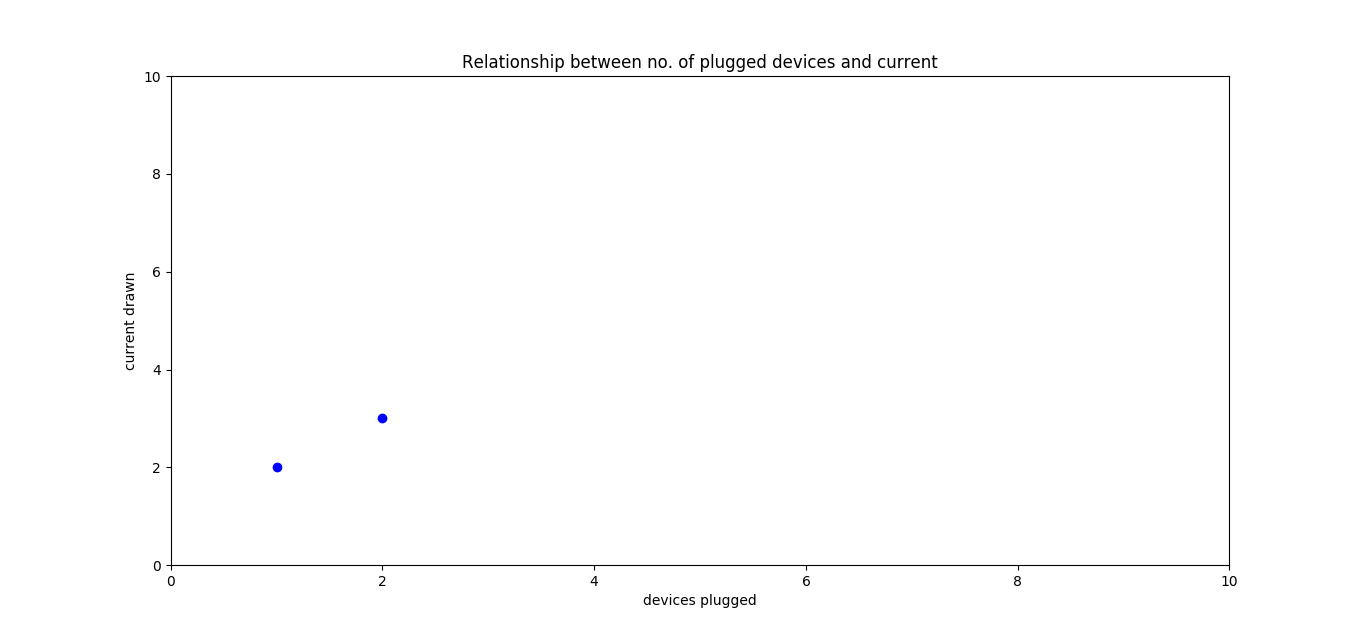 Relationship between no. of plugged devices and current
10
8
6
4
2
0
current drawn
0 2 4 6 8 10
devices plugged